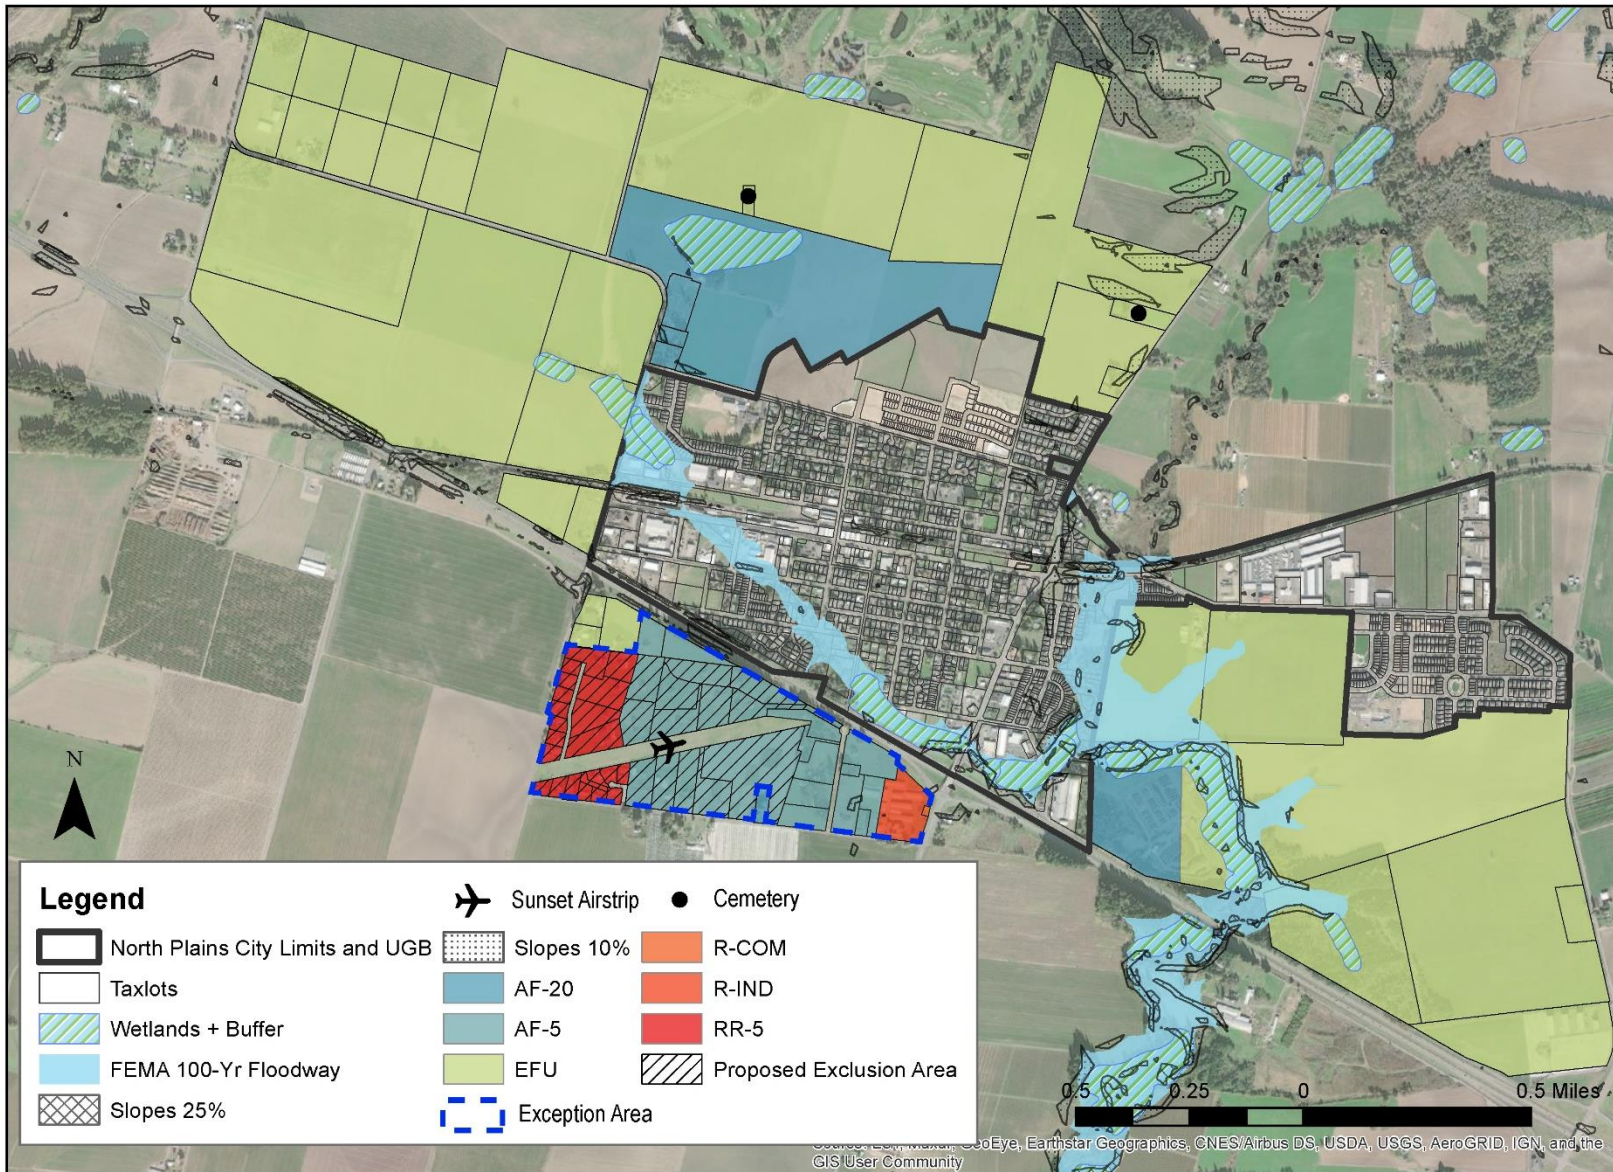 N
Legend
North Plains City Limits and UGB
Taxlots
Wetlands + Buffer
FEMA 100-Yr Floodway
Slopes 25%
Sunset Airstrip
Slopes 10%
AF-20
AF-5
EFU
Exception Area
Cemetery
R-COM
R-IND
RR-5
Proposed Exclusion Area
0.5 0.25 0 0.5 Miles
GeoEye, Earthstar Geographics, CNES/Airbus DS, USDA, USGS, AeroGRID, IGN, and the
GIS User Community